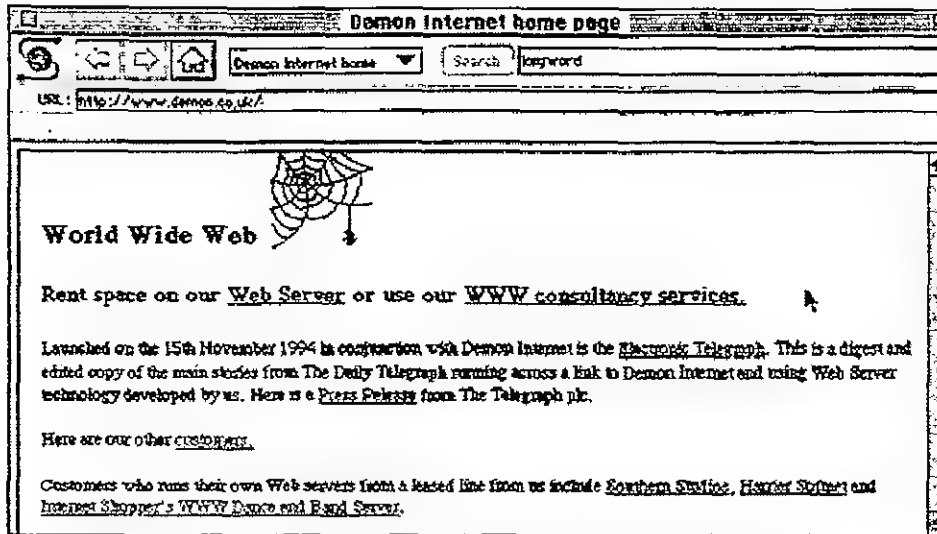 Demon Internet home page
Demon Internet home Search keyword
URL: http://www.demon.co.uk/
World Wide Web
Rent space on our Web Server or use our WWW consultancy services.
Launched on the 15th November 1994 in conjunction with Demon Internet is the Electronic Telegraph. This is a digest and
edited copy of the main stories from The Daily Telegraph running across a link to Demon Internet and using Web Server
technology developed by us. Here is a Press Release from The Telegraph plc.
Here are our other customers.
Customers who runs their own Web servers from a leased line from us include Southern Studios, and
Internet Shopper's WWW Dance and Band Server.